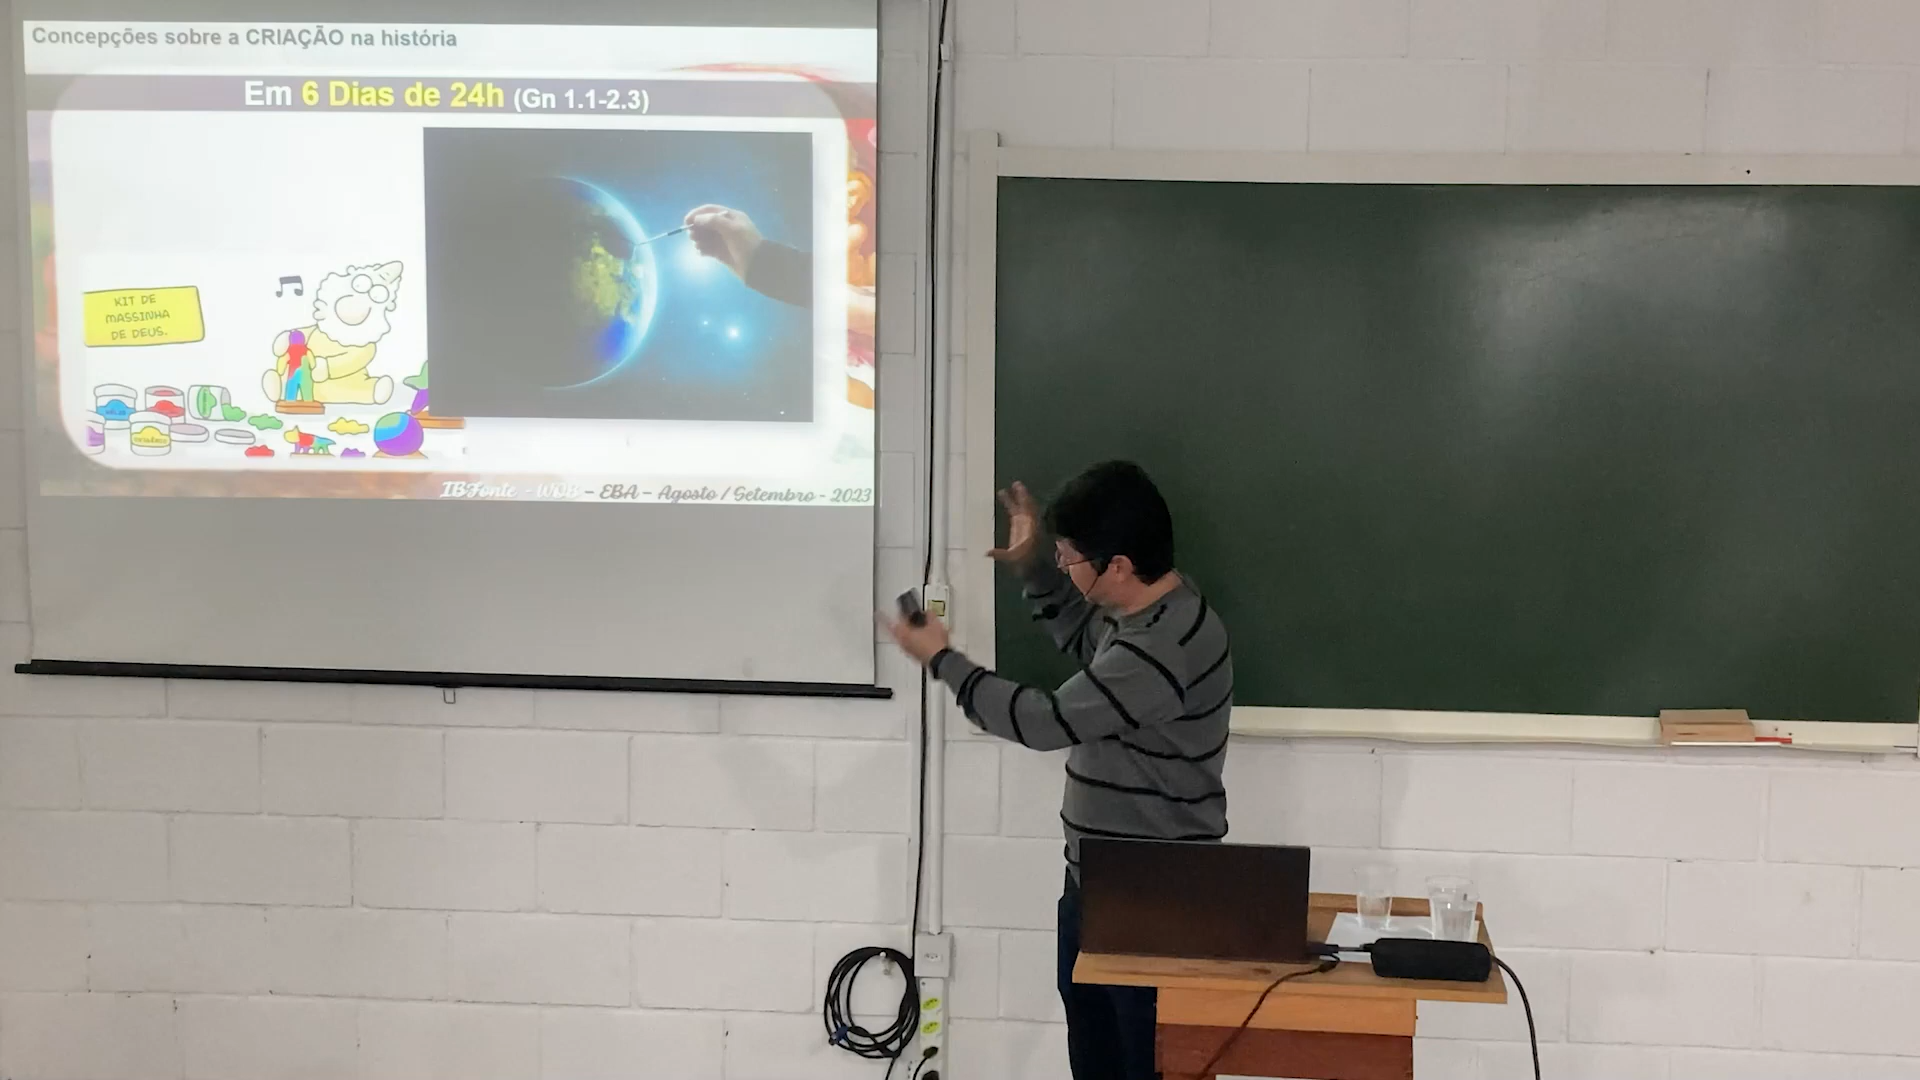 Concepções sobre a CRIAÇÃO na história
Em 6 Dias de 24h (Gn 1.1-2.3)
KIT DE
MASSINHA
DE DEUS.
IBFonte - WDB - EBA - Agosto / Setembro - 2023